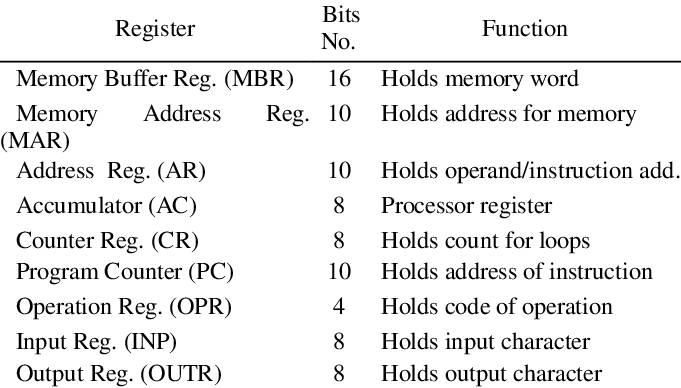 Register Bits No. Function
Memory Buffer Reg. (MBR) 16 Holds memory word
Memory Address Reg. (MAR) 10 Holds address for memory
Address Reg. (AR) 10 Holds operand/instruction add.
Accumulator (AC) 8 Processor register
Counter Reg. (CR) 8 Holds count for loops
Program Counter (PC) 10 Holds address of instruction
Operation Reg. (OPR) 4 Holds code of operation
Input Reg. (INP) 8 Holds input character
Output Reg. (OUTR) 8 Holds output character